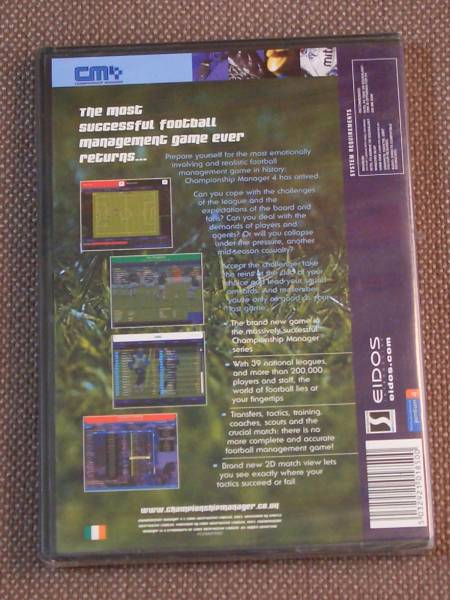 CM4
CHAMPIONSHIP MANAGER
The most
successful football
management game ever
returns...
Prepare yourself for the most emotionally
involving and realistic football
management game in history:
Championship Manager 4 has arrived.
Can you cope with the challenges
of the league and the
expectations of the board and
fans? Can you deal with the
demands of players and
agents? Or will you collapse
under the pressure, another
mid-season casualty?
Accept the challenge: take
the reins at the club of your
choice and lead your squad
onwards. And remember,
you're only as good as your
last game.
The brand new game in
the massively successful
Championship Manager
series
With 39 national leagues,
and more than 200,000
players and staff, the
world of football lies at
your fingertips
Transfers, tactics, training,
coaches, scouts and the
crucial match: there is no
more complete and accurate
football management game!
Brand new 2D match view lets
you see exactly where your
tactics succeed or fail
www.championshipmanager.co.uk
SYSTEM REQUIREMENTS
EIDOS
eidos.com